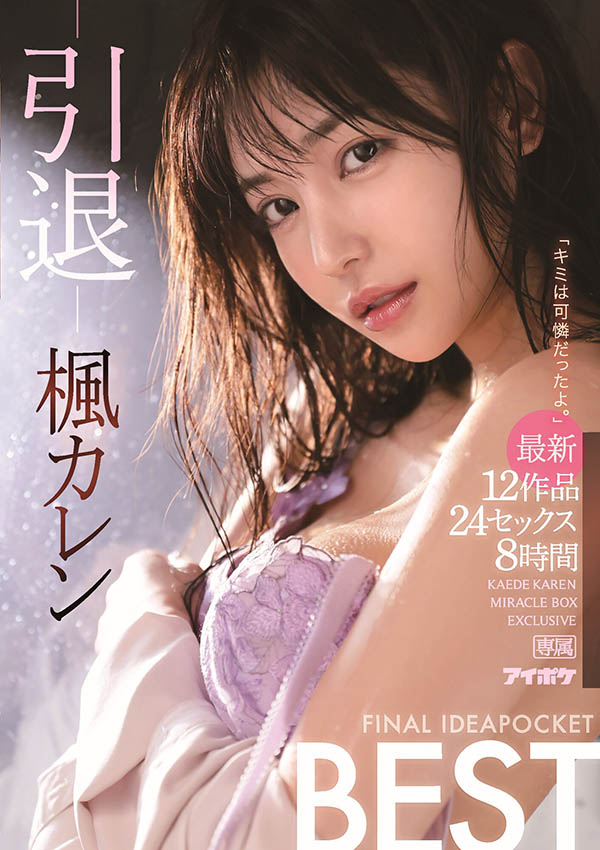 引退
楓カレン
「キミは可憐だったよ。」
最新
12作品
24セックス
8時間
KAEDE KAREN
MIRACLE BOX
EXCLUSIVE
専属
アイポケ
FINAL IDEAPOCKET
BEST